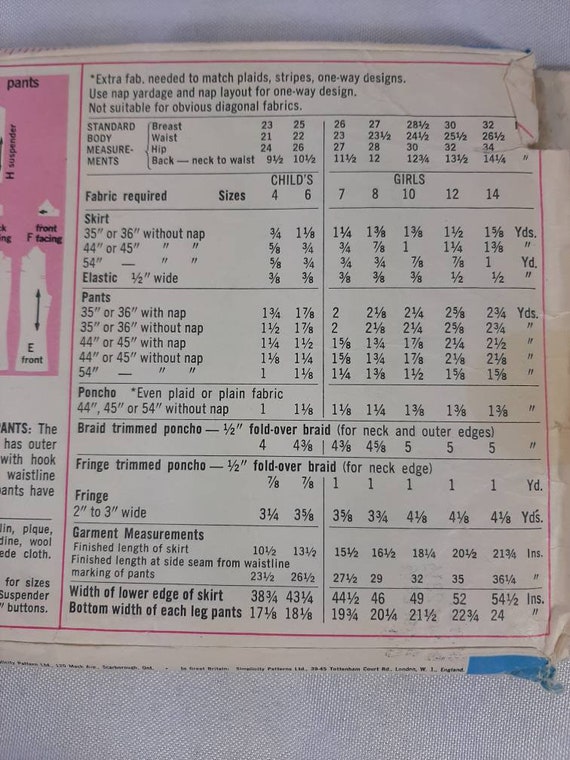 pants
H suspender
ck
ing
front
F facing
E
front
ANTS: The
has outer
with hook
waistline
ants have
lin, pique,
dine, wool
ede cloth.
for sizes
Suspender
" buttons.
*Extra fab. needed to match plaids, stripes, one-way designs.
Use nap yardage and nap layout for one-way design.
Not suitable for obvious diagonal fabrics.
STANDARD Breast 23 25 26 27 28½ 30 32
BODY Waist 21 22 23 23½ 24½ 25½ 26½
MEASURE- Hip 24 26 27 28 30 32 34
MENTS Back — neck to waist 9½ 10½ 11½ 12 12¾ 13½ 14¼ "
CHILD'S GIRLS
Fabric required Sizes 4 6 7 8 10 12 14
Skirt
35" or 36" without nap ¾ 1⅛ 1¼ 1⅜ 1⅜ 1½ 1⅝ Yds.
44" or 45" " " ⅝ ¾ ¾ ⅞ 1 1¼ 1⅜ "
54" — " " ⅝ ¾ ¾ ⅞ ⅞ 1 Yd.
Elastic ½" wide ⅜ ⅜ ⅜ ⅜ ⅜ ½ ½ "
Pants
35" or 36" with nap 1¾ 1⅞ 2 2⅛ 2¼ 2⅝ 2¾ Yds.
35" or 36" without nap 1½ 1⅞ 2 2⅛ 2¼ 2⅝ 2¾ "
44" or 45" with nap 1¼ 1½ 1⅝ 1¾ 1⅞ 2¼ 2½ "
44" or 45" without nap 1⅛ 1¼ 1⅝ 1¾ 1⅞ 2⅛ 2⅛ "
54" — " " 1 1⅛ 1¼ 1⅜ 1½ 1⅝ 1⅝ "
Poncho *Even plaid or plain fabric
44", 45" or 54" without nap 1 1⅛ 1⅛ 1¼ 1⅜ 1⅜ 1⅜ "
Braid trimmed poncho — ½" fold-over braid (for neck and outer edges)
4 4⅜ 4⅜ 4⅝ 5 5 5 "
Fringe trimmed poncho — ½" fold-over braid (for neck edge)
⅞ ⅞ 1 1 1 1 1 Yd.
Fringe
2" to 3" wide 3¼ 3⅝ 3⅝ 3¾ 4⅛ 4⅛ 4⅛ Yds.
Garment Measurements
Finished length of skirt 10½ 13½ 15½ 16½ 18¼ 20½ 21¾ Ins.
Finished length at side seam from waistline
marking of pants 23½ 26½ 27½ 29 32 35 36¼ "
Width of lower edge of skirt 38¾ 43¼ 44½ 46 49 52 54½ Ins.
Bottom width of each leg pants 17⅛ 18⅛ 19¾ 20¼ 21½ 22¾ 24 "
Simplicity Patterns Ltd., 39-45 Tottenham Court Rd., London, W. 1., England.